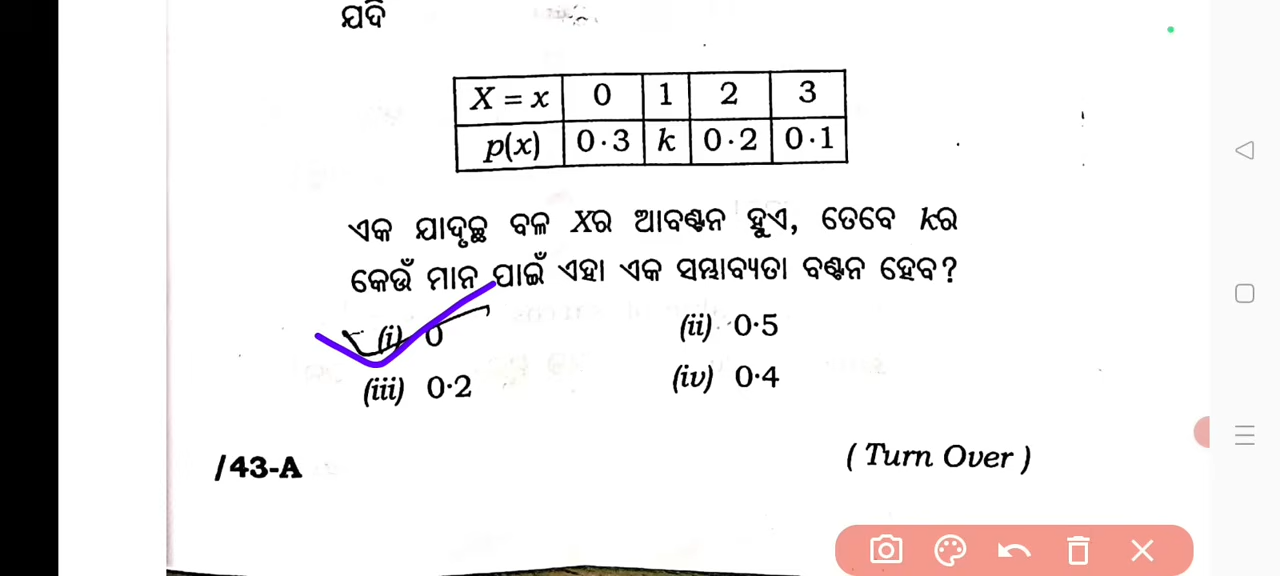 ଯଦି
X = x 0 1 2 3
p(x) 0·3 k 0·2 0·1
ଏକ ଯାଦୃଚ୍ଛ ବଳ Xର ଆବଣ୍ଟନ ହୁଏ, ତେବେ kର
କେଉଁ ମାନ ପାଇଁ ଏହା ଏକ ସମ୍ଭାବ୍ୟତା ବଣ୍ଟନ ହେବ?
(i) 0 (ii) 0·5
(iii) 0·2 (iv) 0·4
/43-A ( Turn Over )